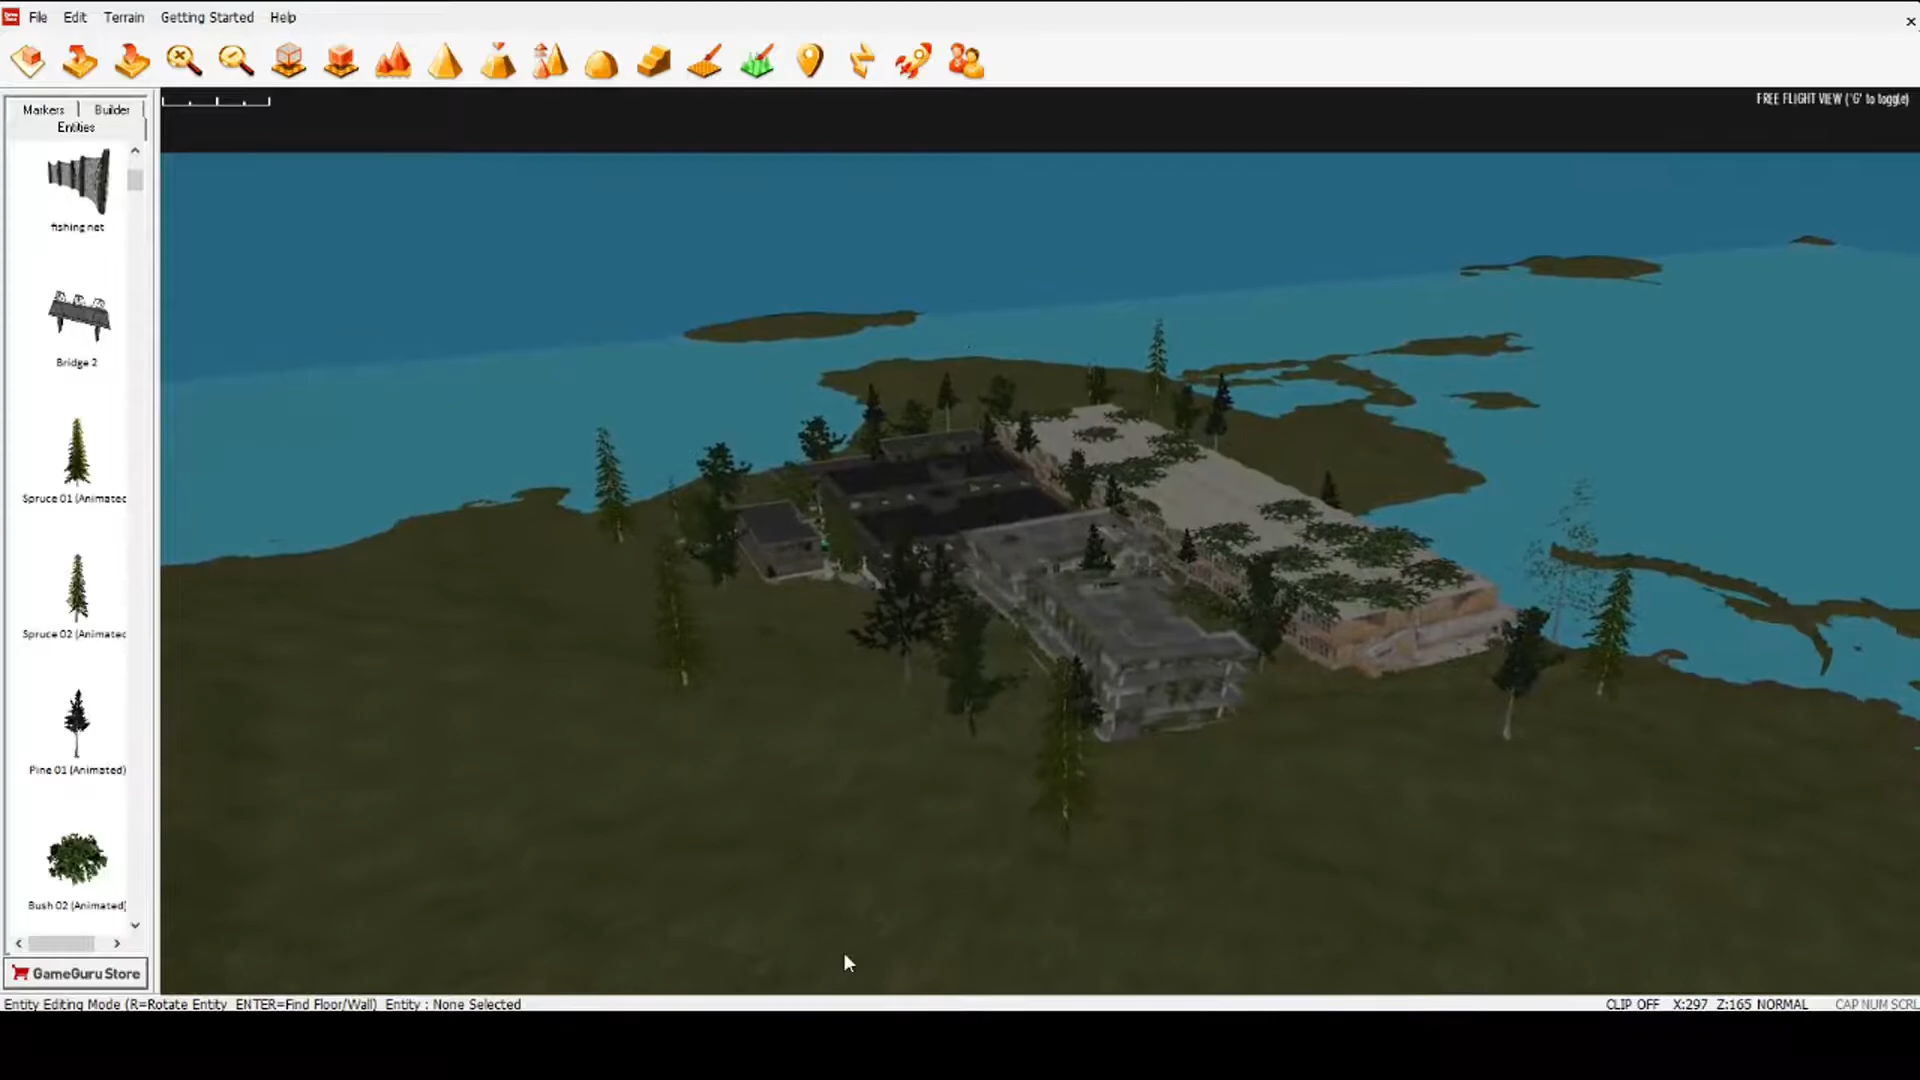 File Edit Terrain Getting Started Help
FREE FLIGHT VIEW ('G' to toggle)
Markers Builder
Entities
fishing net
Bridge 2
Spruce 01 (Animated
Spruce 02 (Animated
Pine 01 (Animated)
Bush 02 (Animated)
GameGuru Store
Entity Editing Mode (R=Rotate Entity ENTER=Find Floor/Wall) Entity : None Selected
CLIP OFF X:297 Z:165 NORMAL CAP NUM SCRL